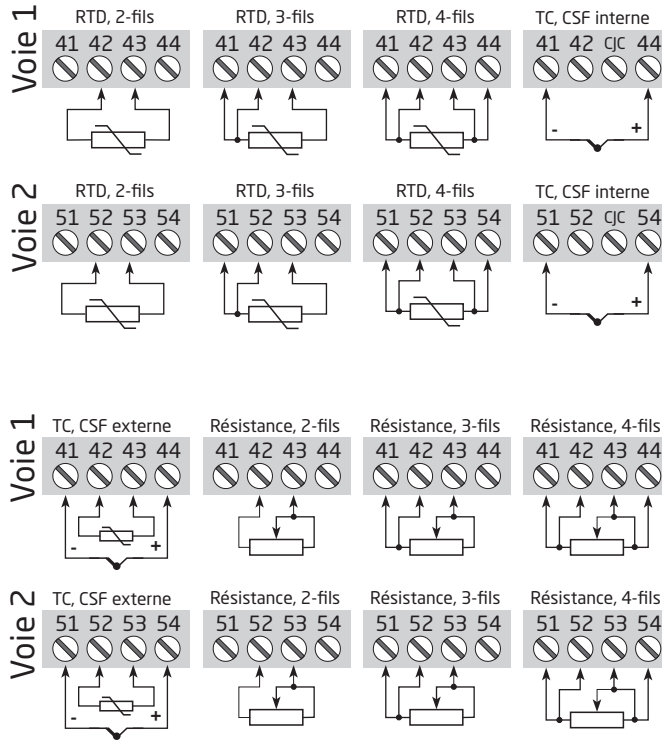 Voie 1
RTD, 2-fils
41 42 43 44
RTD, 3-fils
41 42 43 44
RTD, 4-fils
41 42 43 44
TC, CSF interne
41 42 CJC 44
- +
Voie 2
RTD, 2-fils
51 52 53 54
RTD, 3-fils
51 52 53 54
RTD, 4-fils
51 52 53 54
TC, CSF interne
51 52 CJC 54
- +
Voie 1
TC, CSF externe
41 42 43 44
- +
Résistance, 2-fils
41 42 43 44
Résistance, 3-fils
41 42 43 44
Résistance, 4-fils
41 42 43 44
Voie 2
TC, CSF externe
51 52 53 54
- +
Résistance, 2-fils
51 52 53 54
Résistance, 3-fils
51 52 53 54
Résistance, 4-fils
51 52 53 54